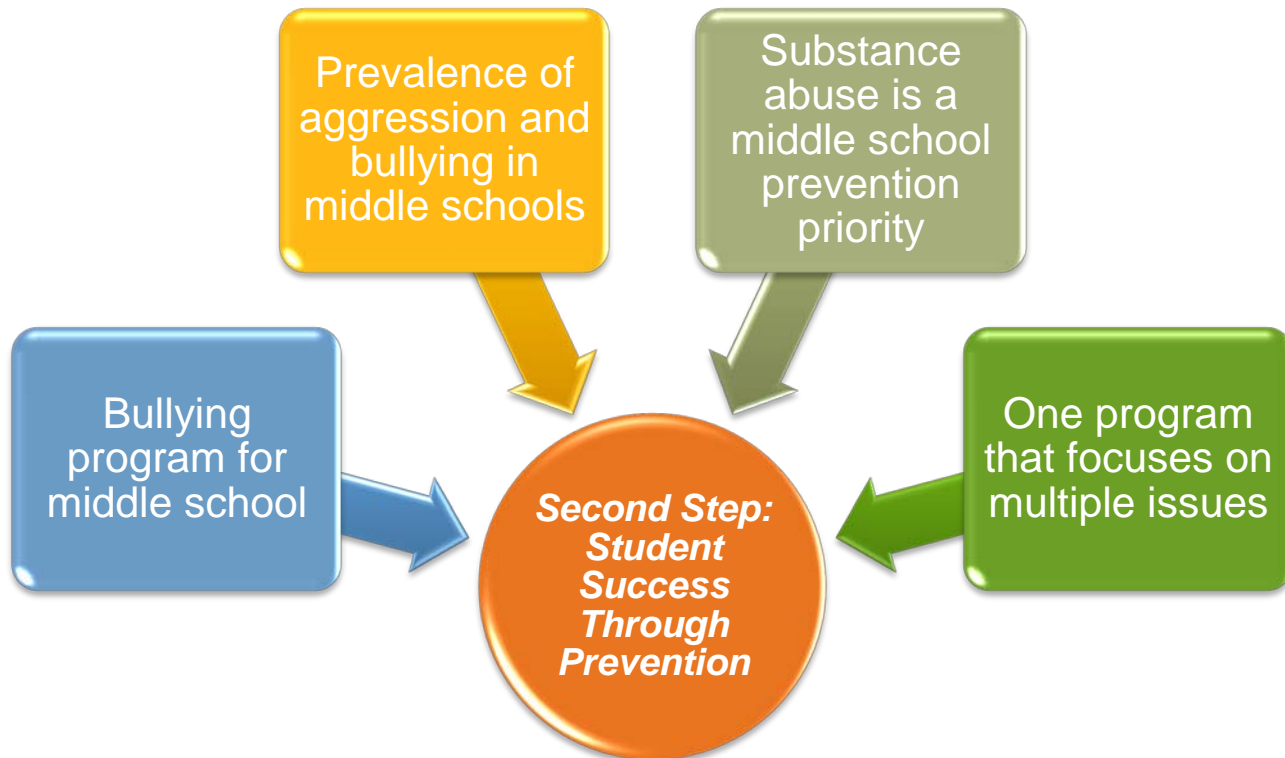 Prevalence of
aggression and
bullying in
middle schools
Substance
abuse is a
middle school
prevention
priority
Bullying
program for
middle school
One program
that focuses on
multiple issues
Second Step:
Student
Success
Through
Prevention